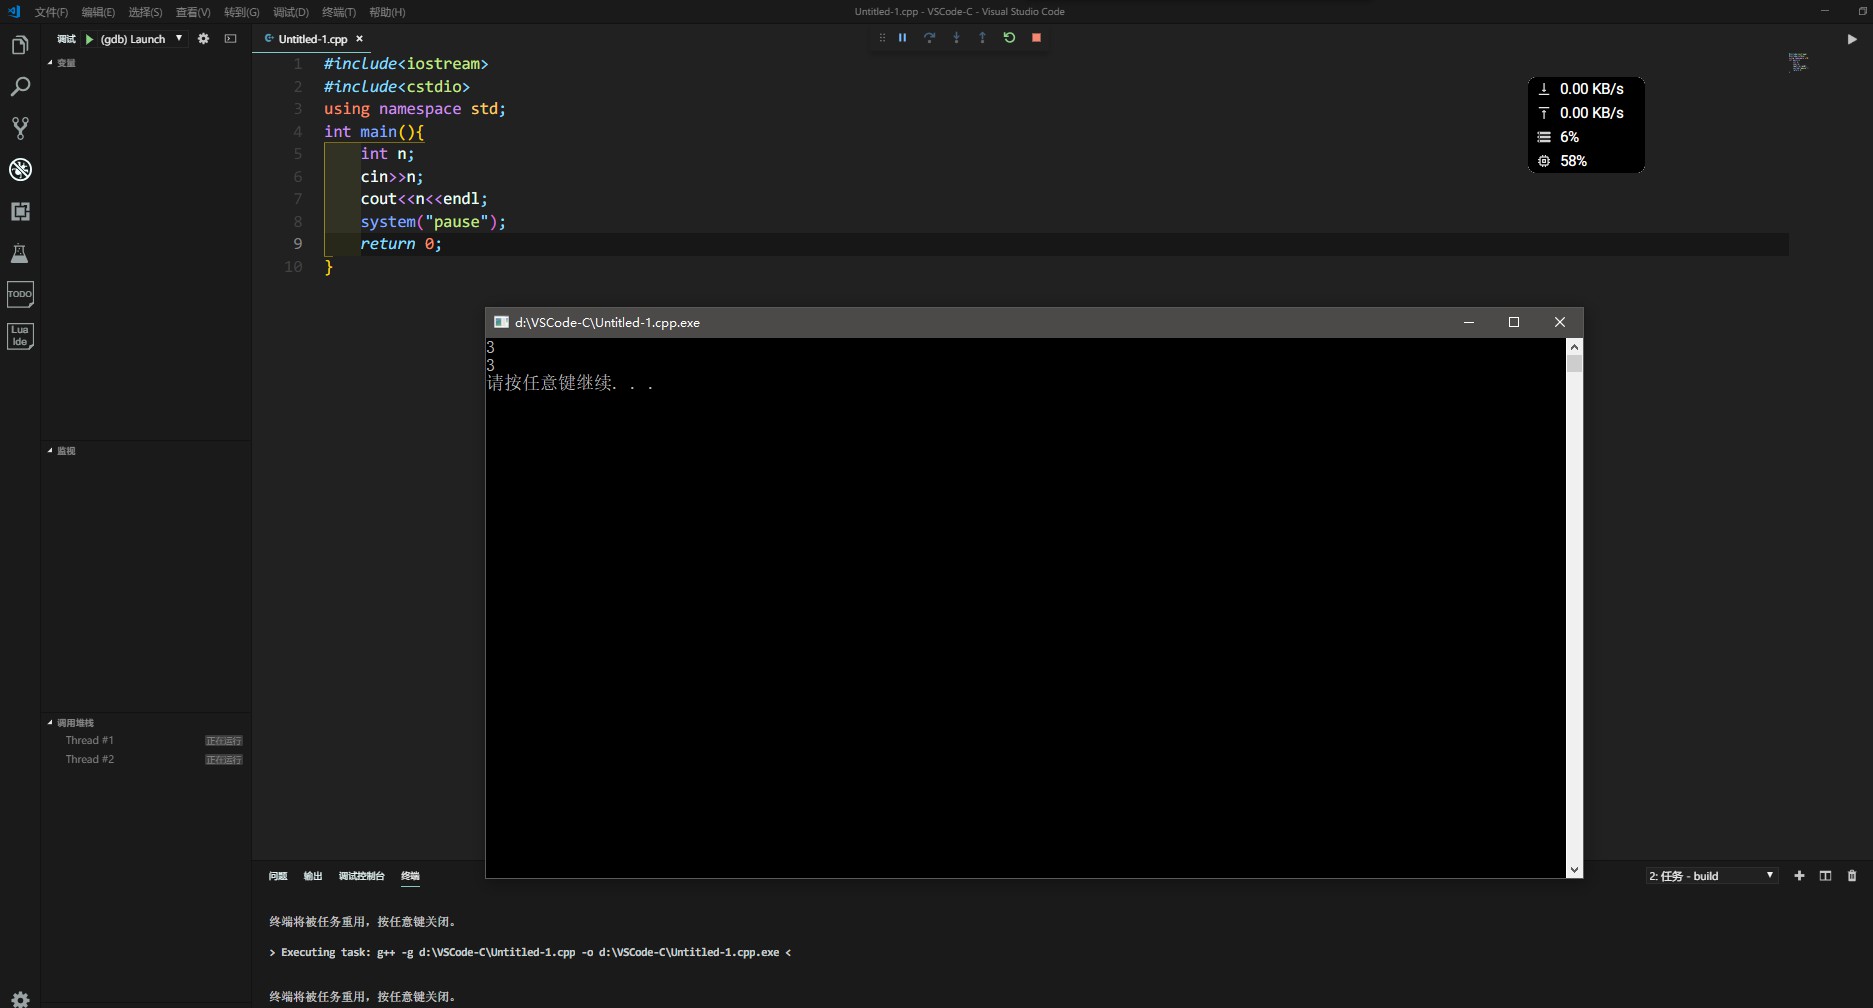 文件(F) 编辑(E) 选择(S) 查看(V) 转到(G) 调试(D) 终端(T) 帮助(H)
Untitled-1.cpp - VSCode-C - Visual Studio Code
调试 (gdb) Launch
Untitled-1.cpp
变量
1 #include<iostream>
2 #include<cstdio>
3 using namespace std;
4 int main(){
5 int n;
6 cin>>n;
7 cout<<n<<endl;
8 system("pause");
9 return 0;
10 }
0.00 KB/s
0.00 KB/s
6%
58%
TODO
Lua
Ide
d:\VSCode-C\Untitled-1.cpp.exe
3
3
请按任意键继续. . .
监视
调用堆栈
Thread #1 正在运行
Thread #2 正在运行
问题 输出 调试控制台 终端
2: 任务 - build
终端将被任务重用，按任意键关闭。
> Executing task: g++ -g d:\VSCode-C\Untitled-1.cpp -o d:\VSCode-C\Untitled-1.cpp.exe <
终端将被任务重用，按任意键关闭。